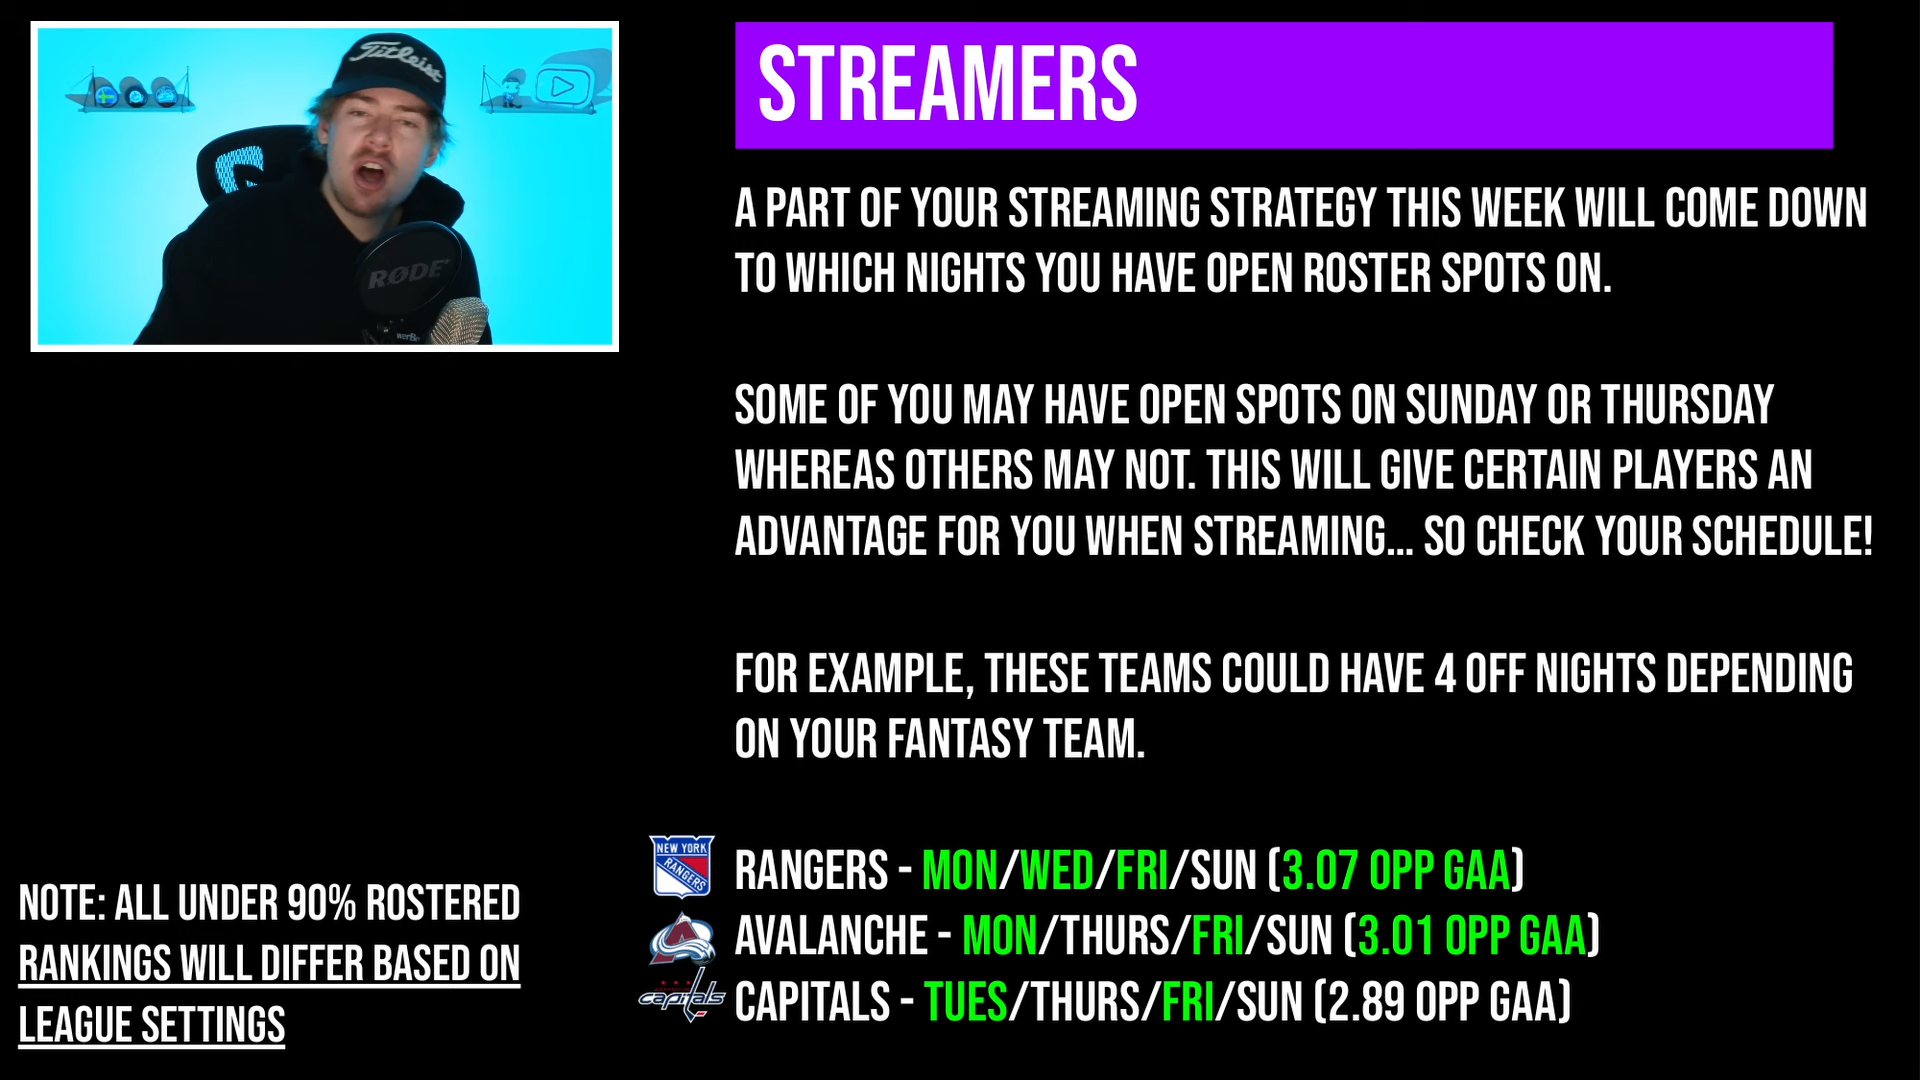 Titleist
RØDE
STREAMERS
A PART OF YOUR STREAMING STRATEGY THIS WEEK WILL COME DOWN
TO WHICH NIGHTS YOU HAVE OPEN ROSTER SPOTS ON.
SOME OF YOU MAY HAVE OPEN SPOTS ON SUNDAY OR THURSDAY
WHEREAS OTHERS MAY NOT. THIS WILL GIVE CERTAIN PLAYERS AN
ADVANTAGE FOR YOU WHEN STREAMING... SO CHECK YOUR SCHEDULE!
FOR EXAMPLE, THESE TEAMS COULD HAVE 4 OFF NIGHTS DEPENDING
ON YOUR FANTASY TEAM.
NEW YORK
RANGERS
RANGERS - MON/WED/FRI/SUN (3.07 OPP GAA)
AVALANCHE - MON/THURS/FRI/SUN (3.01 OPP GAA)
capitals
CAPITALS - TUES/THURS/FRI/SUN (2.89 OPP GAA)
NOTE: ALL UNDER 90% ROSTERED
RANKINGS WILL DIFFER BASED ON
LEAGUE SETTINGS